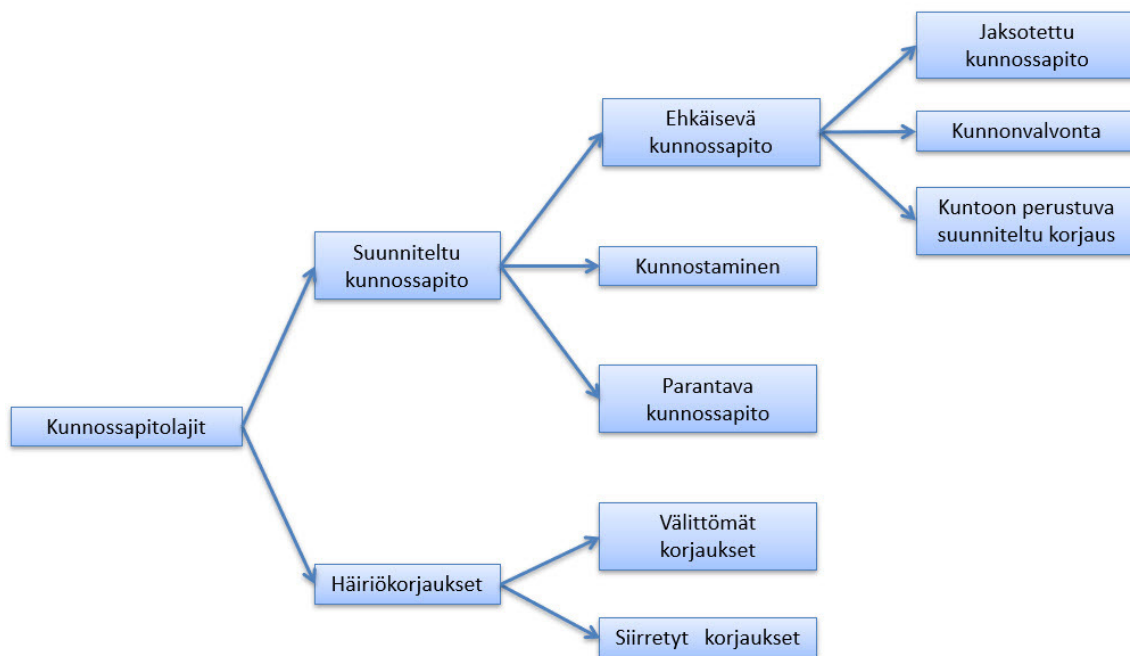 Jaksotettu
kunnossapito
Ehkäisevä
kunnossapito
Kunnonvalvonta
Kuntoon perustuva
suunniteltu korjaus
Suunniteltu
kunnossapito
Kunnostaminen
Parantava
kunnossapito
Kunnossapitolajit
Välittömät
korjaukset
Häiriökorjaukset
Siirretyt korjaukset